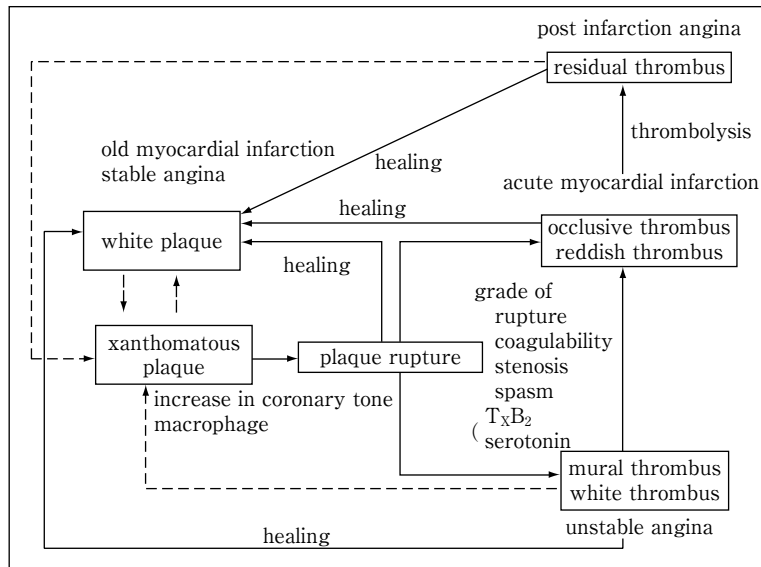 post infarction angina
residual thrombus
thrombolysis
old myocardial infarction
stable angina
healing
acute myocardial infarction
healing
white plaque
occlusive thrombus
reddish thrombus
healing
grade of
rupture
coagulability
stenosis
spasm
xanthomatous
plaque
plaque rupture
increase in coronary tone
macrophage
( TXB2
serotonin
mural thrombus
white thrombus
unstable angina
healing